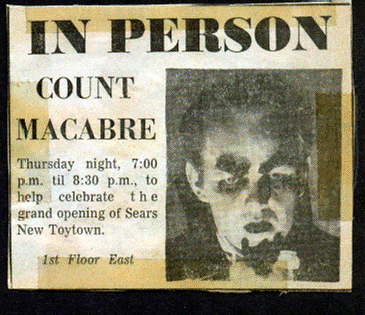 IN PERSON
COUNT
MACABRE
Thursday night, 7:00
p.m. til 8:30 p.m., to
help celebrate the
grand opening of Sears
New Toytown.
1st Floor East